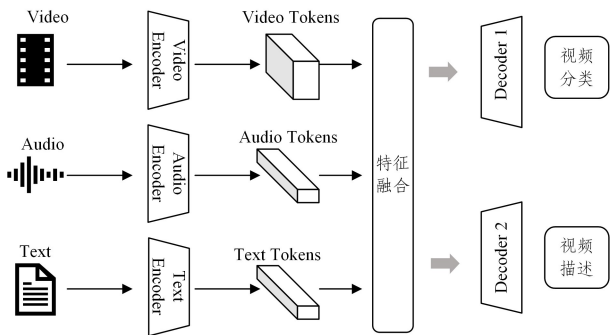 Video
Video
Encoder
Video Tokens
Audio
Audio
Encoder
Audio Tokens
Text
Text
Encoder
Text Tokens
特征
融合
Decoder 1
视频
分类
Decoder 2
视频
描述